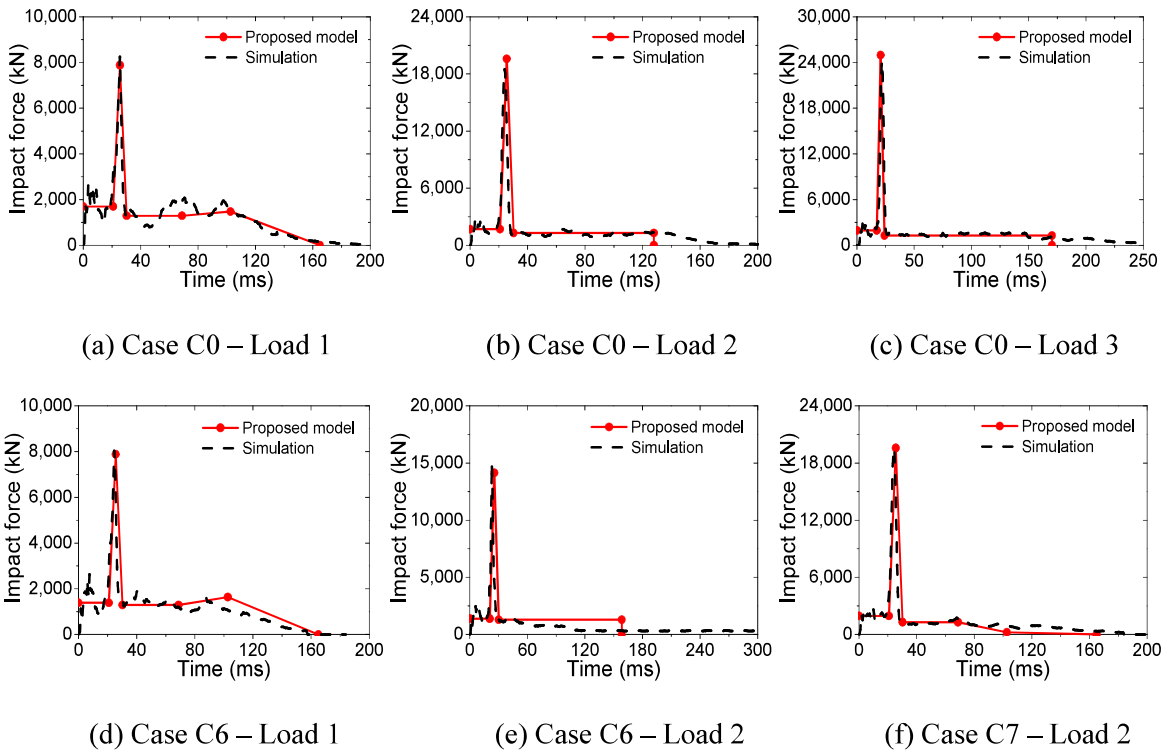 10,000
8,000
6,000
4,000
2,000
0
Impact force (kN)
Proposed model
Simulation
0 40 80 120 160 200
Time (ms)
(a) Case C0 – Load 1
24,000
18,000
12,000
6,000
0
Impact force (kN)
Proposed model
Simulation
0 40 80 120 160 200
Time (ms)
(b) Case C0 – Load 2
30,000
24,000
18,000
12,000
6,000
0
Impact force (kN)
Proposed model
Simulation
0 50 100 150 200 250
Time (ms)
(c) Case C0 – Load 3
10,000
8,000
6,000
4,000
2,000
0
Impact force (kN)
Proposed model
Simulation
0 40 80 120 160 200
Time (ms)
(d) Case C6 – Load 1
20,000
15,000
10,000
5,000
0
Impact force (kN)
Proposed model
Simulation
0 60 120 180 240 300
Time (ms)
(e) Case C6 – Load 2
24,000
18,000
12,000
6,000
0
Impact force (kN)
Proposed model
Simulation
0 40 80 120 160 200
Time (ms)
(f) Case C7 – Load 2